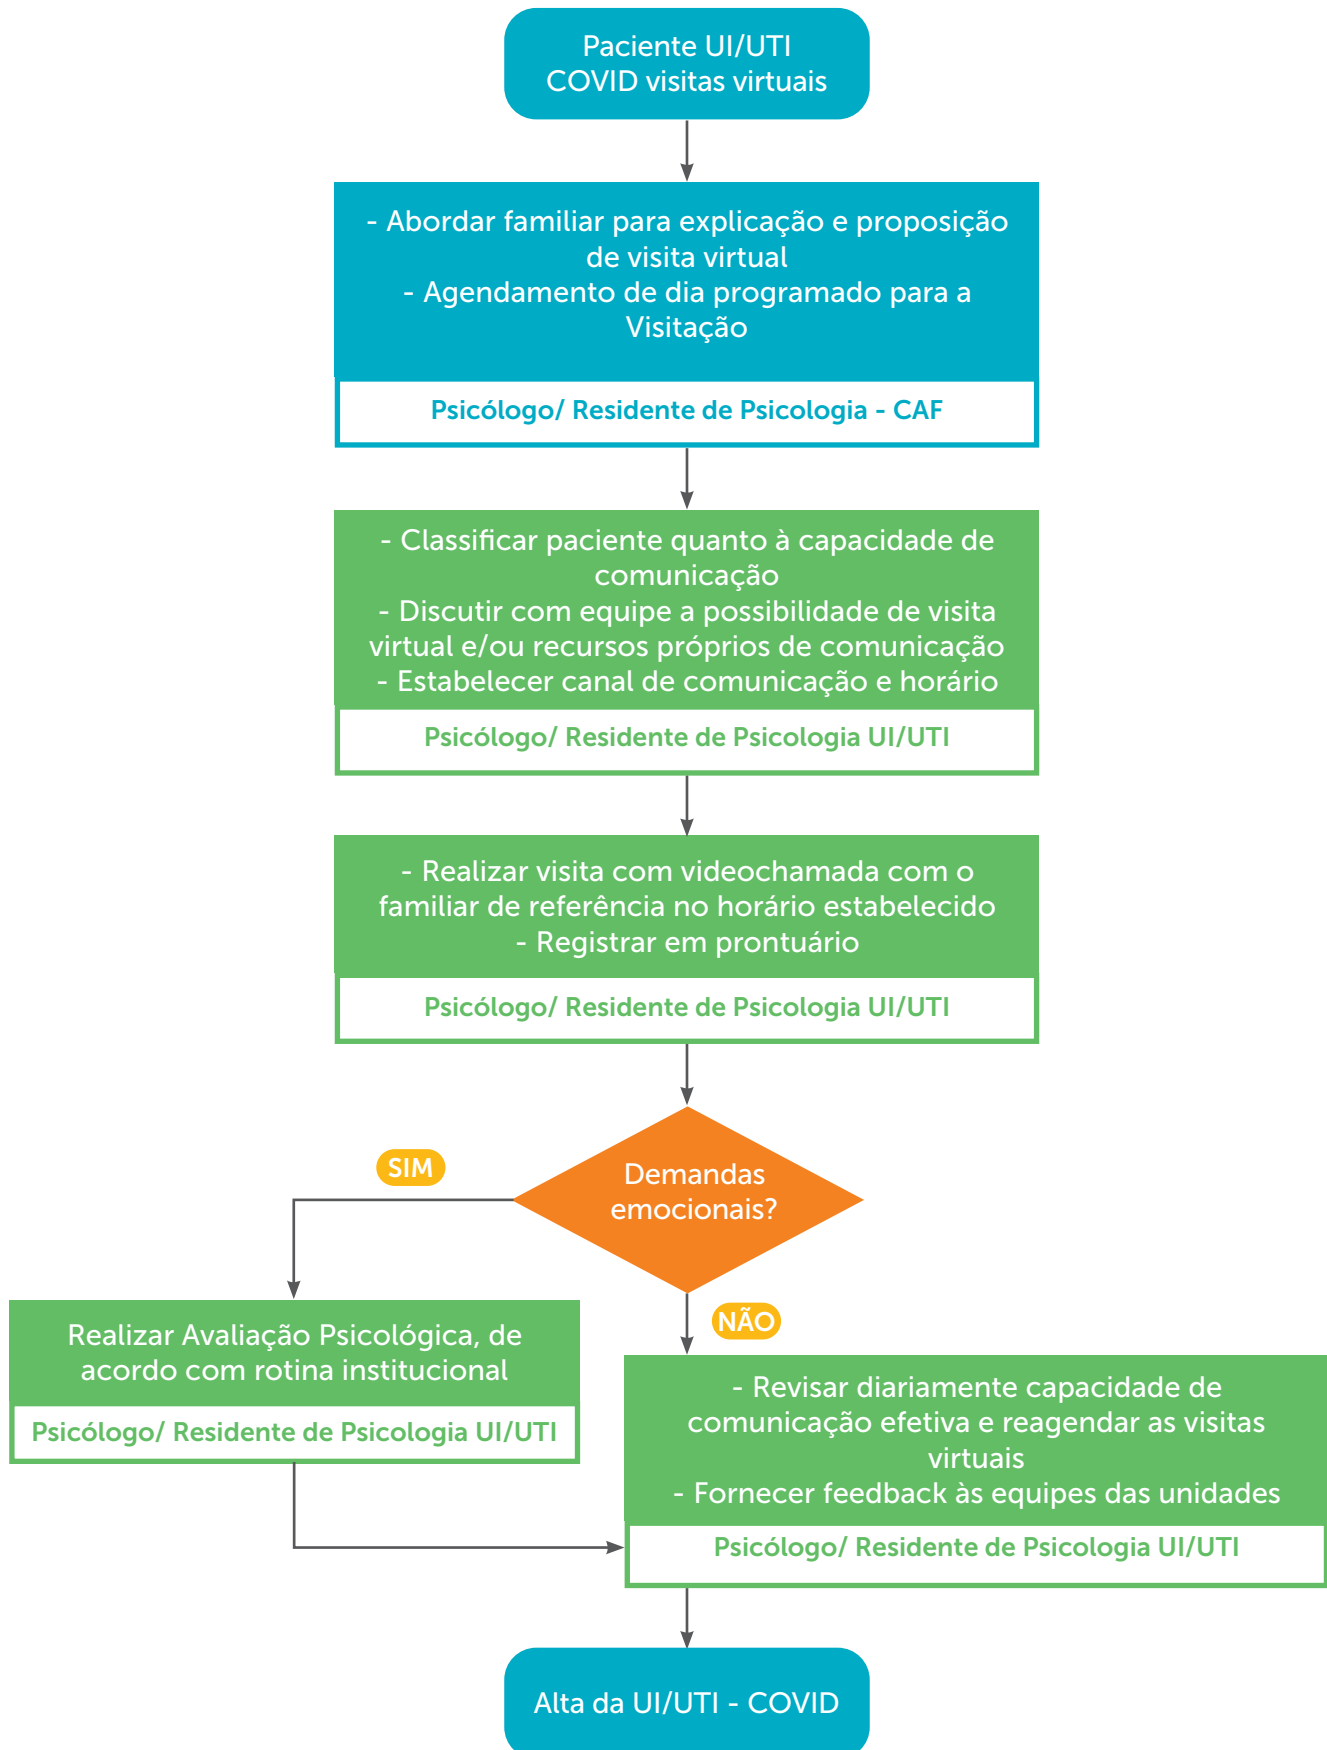 Paciente UI/UTI
COVID visitas virtuais
- Abordar familiar para explicação e proposição
de visita virtual
- Agendamento de dia programado para a
Visitação
Psicólogo/ Residente de Psicologia - CAF
- Classificar paciente quanto à capacidade de
comunicação
- Discutir com equipe a possibilidade de visita
virtual e/ou recursos próprios de comunicação
- Estabelecer canal de comunicação e horário
Psicólogo/ Residente de Psicologia UI/UTI
- Realizar visita com videochamada com o
familiar de referência no horário estabelecido
- Registrar em prontuário
Psicólogo/ Residente de Psicologia UI/UTI
Demandas
emocionais?
SIM
Realizar Avaliação Psicológica, de
acordo com rotina institucional
Psicólogo/ Residente de Psicologia UI/UTI
NÃO
- Revisar diariamente capacidade de
comunicação efetiva e reagendar as visitas
virtuais
- Fornecer feedback às equipes das unidades
Psicólogo/ Residente de Psicologia UI/UTI
Alta da UI/UTI - COVID